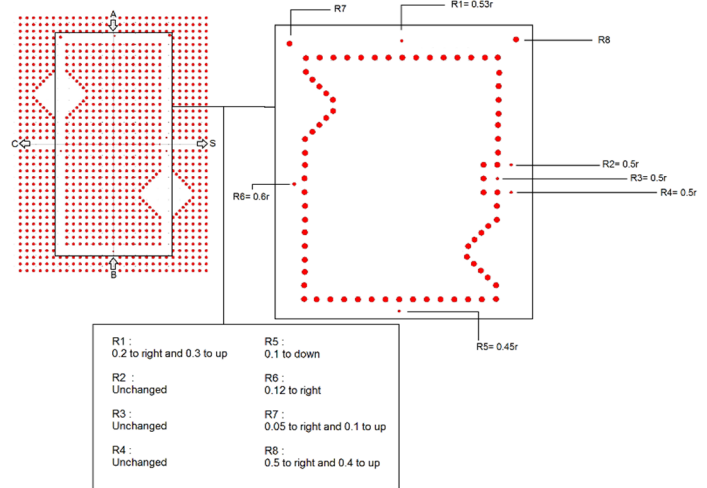 A
C
S
B
R7
R1= 0.53r
R8
R2= 0.5r
R3= 0.5r
R4= 0.5r
R6= 0.6r
R5= 0.45r
R1 :
0.2 to right and 0.3 to up
R2 :
Unchanged
R3 :
Unchanged
R4 :
Unchanged
R5 :
0.1 to down
R6 :
0.12 to right
R7 :
0.05 to right and 0.1 to up
R8 :
0.5 to right and 0.4 to up